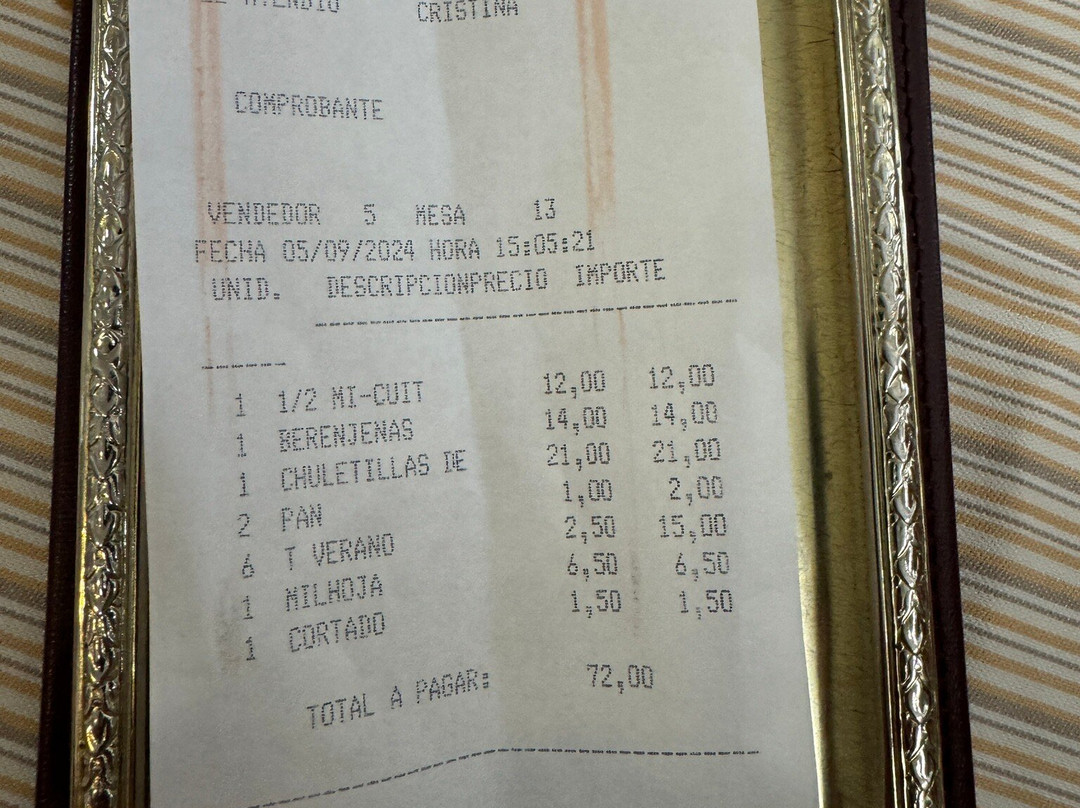 ATENDIO CRISTINA
COMPROBANTE
VENDEDOR 5 MESA 13
FECHA 05/09/2024 HORA 15:05:21
UNID. DESCRIPCIONPRECIO IMPORTE
1 1/2 MI-CUIT 12,00 12,00
1 BERENJENAS 14,00 14,00
1 CHULETILLAS DE 21,00 21,00
2 PAN 1,00 2,00
6 T VERANO 2,50 15,00
1 MILHOJA 6,50 6,50
1 CORTADO 1,50 1,50
TOTAL A PAGAR: 72,00